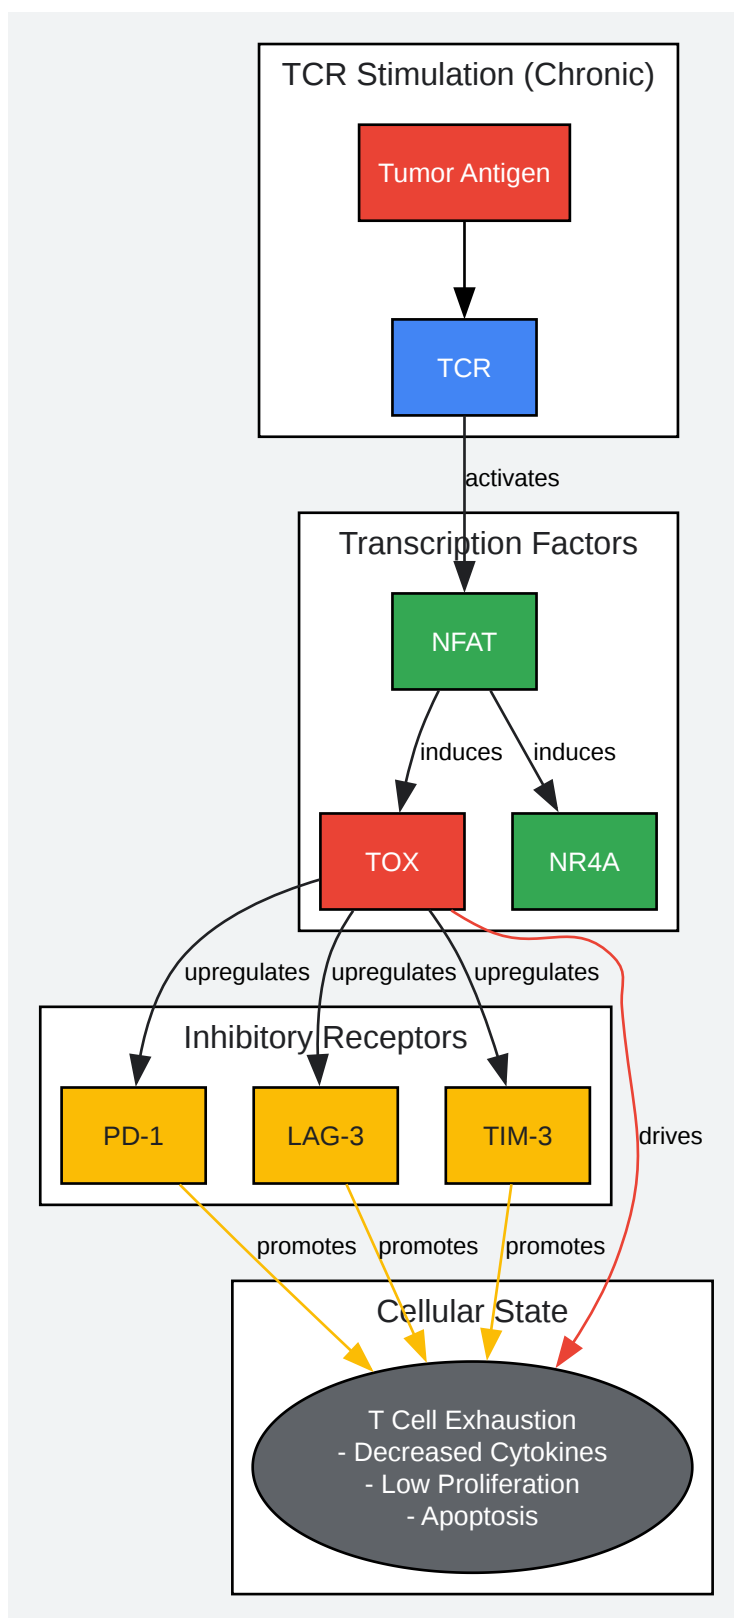 TCR Stimulation (Chronic)
Tumor Antigen
TCR
activates
Transcription Factors
NFAT
induces
induces
TOX
NR4A
upregulates
upregulates
upregulates
Inhibitory Receptors
PD-1
LAG-3
TIM-3
drives
promotes
promotes
promotes
Cellular State
T Cell Exhaustion
- Decreased Cytokines
- Low Proliferation
- Apoptosis